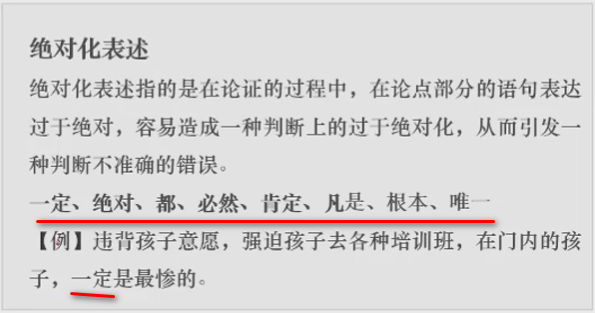 绝对化表述
绝对化表述指的是在论证的过程中，在论点部分的语句表达
过于绝对，容易造成一种判断上的过于绝对化，从而引发一
种判断不准确的错误。
一定、绝对、都、必然、肯定、凡是、根本、唯一
【例】违背孩子意愿，强迫孩子去各种培训班，在门内的孩
子，一定是最惨的。